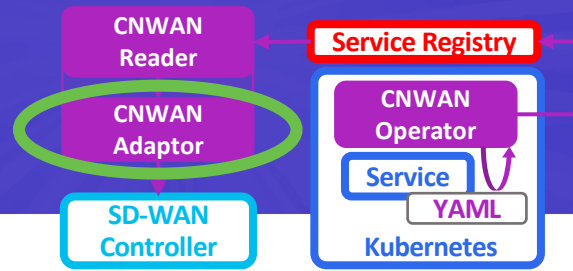 CNWAN
Reader
Service Registry
CNWAN
Adaptor
CNWAN
Operator
Service
YAML
SD-WAN
Controller
Kubernetes